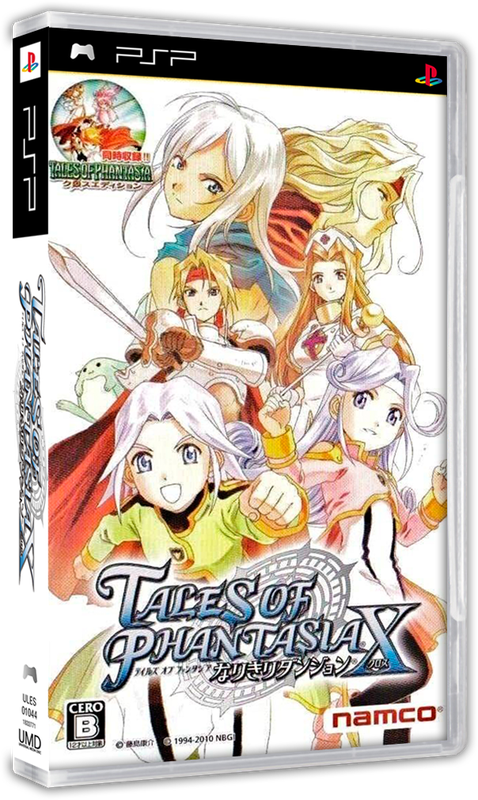 PSP
同時収録!!
TALES OF PHANTASIA
クロスエディション
PSP
TALES OF
PHANTASIA X
テイルズ オブ ファンタジア
なりきりダンジョン
クロス
CERO
B
12才以上対象
©藤島康介 ©1994-2010 NBGI
namco
TALES OF
PHANTASIA
X
ULES
01044
UMD